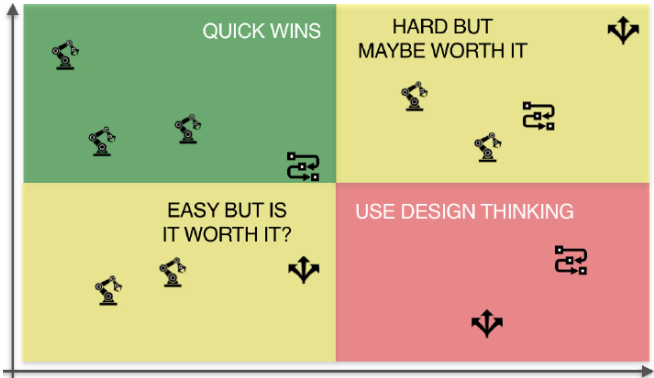 QUICK WINS
HARD BUT
MAYBE WORTH IT
EASY BUT IS
IT WORTH IT?
USE DESIGN THINKING